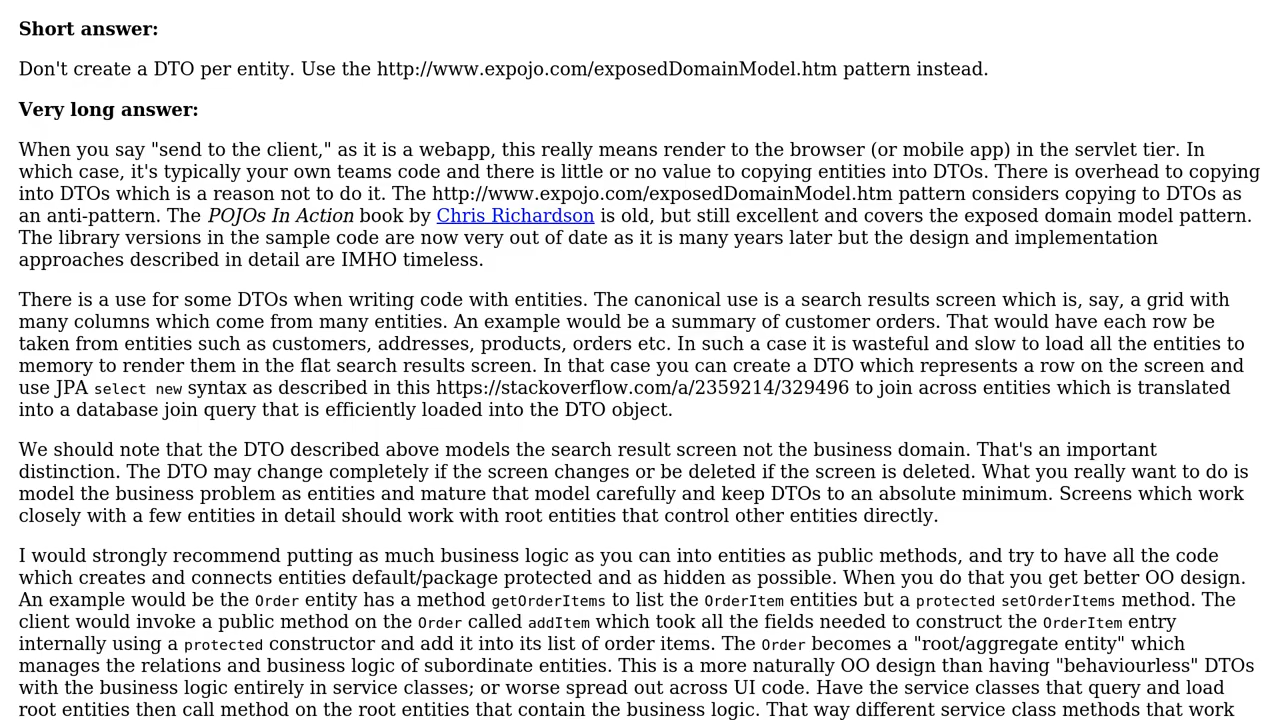 Short answer:
Don't create a DTO per entity. Use the http://www.expojo.com/exposedDomainModel.htm pattern instead.
Very long answer:
When you say "send to the client," as it is a webapp, this really means render to the browser (or mobile app) in the servlet tier. In
which case, it's typically your own teams code and there is little or no value to copying entities into DTOs. There is overhead to copying
into DTOs which is a reason not to do it. The http://www.expojo.com/exposedDomainModel.htm pattern considers copying to DTOs as
an anti-pattern. The POJOs In Action book by Chris Richardson is old, but still excellent and covers the exposed domain model pattern.
The library versions in the sample code are now very out of date as it is many years later but the design and implementation
approaches described in detail are IMHO timeless.
There is a use for some DTOs when writing code with entities. The canonical use is a search results screen which is, say, a grid with
many columns which come from many entities. An example would be a summary of customer orders. That would have each row be
taken from entities such as customers, addresses, products, orders etc. In such a case it is wasteful and slow to load all the entities to
memory to render them in the flat search results screen. In that case you can create a DTO which represents a row on the screen and
use JPA select new syntax as described in this https://stackoverflow.com/a/2359214/329496 to join across entities which is translated
into a database join query that is efficiently loaded into the DTO object.
We should note that the DTO described above models the search result screen not the business domain. That's an important
distinction. The DTO may change completely if the screen changes or be deleted if the screen is deleted. What you really want to do is
model the business problem as entities and mature that model carefully and keep DTOs to an absolute minimum. Screens which work
closely with a few entities in detail should work with root entities that control other entities directly.
I would strongly recommend putting as much business logic as you can into entities as public methods, and try to have all the code
which creates and connects entities default/package protected and as hidden as possible. When you do that you get better OO design.
An example would be the Order entity has a method getOrderItems to list the OrderItem entities but a protected setOrderItems method. The
client would invoke a public method on the Order called addItem which took all the fields needed to construct the OrderItem entry
internally using a protected constructor and add it into its list of order items. The Order becomes a "root/aggregate entity" which
manages the relations and business logic of subordinate entities. This is a more naturally OO design than having "behaviourless" DTOs
with the business logic entirely in service classes; or worse spread out across UI code. Have the service classes that query and load
root entities then call method on the root entities that contain the business logic. That way different service class methods that work